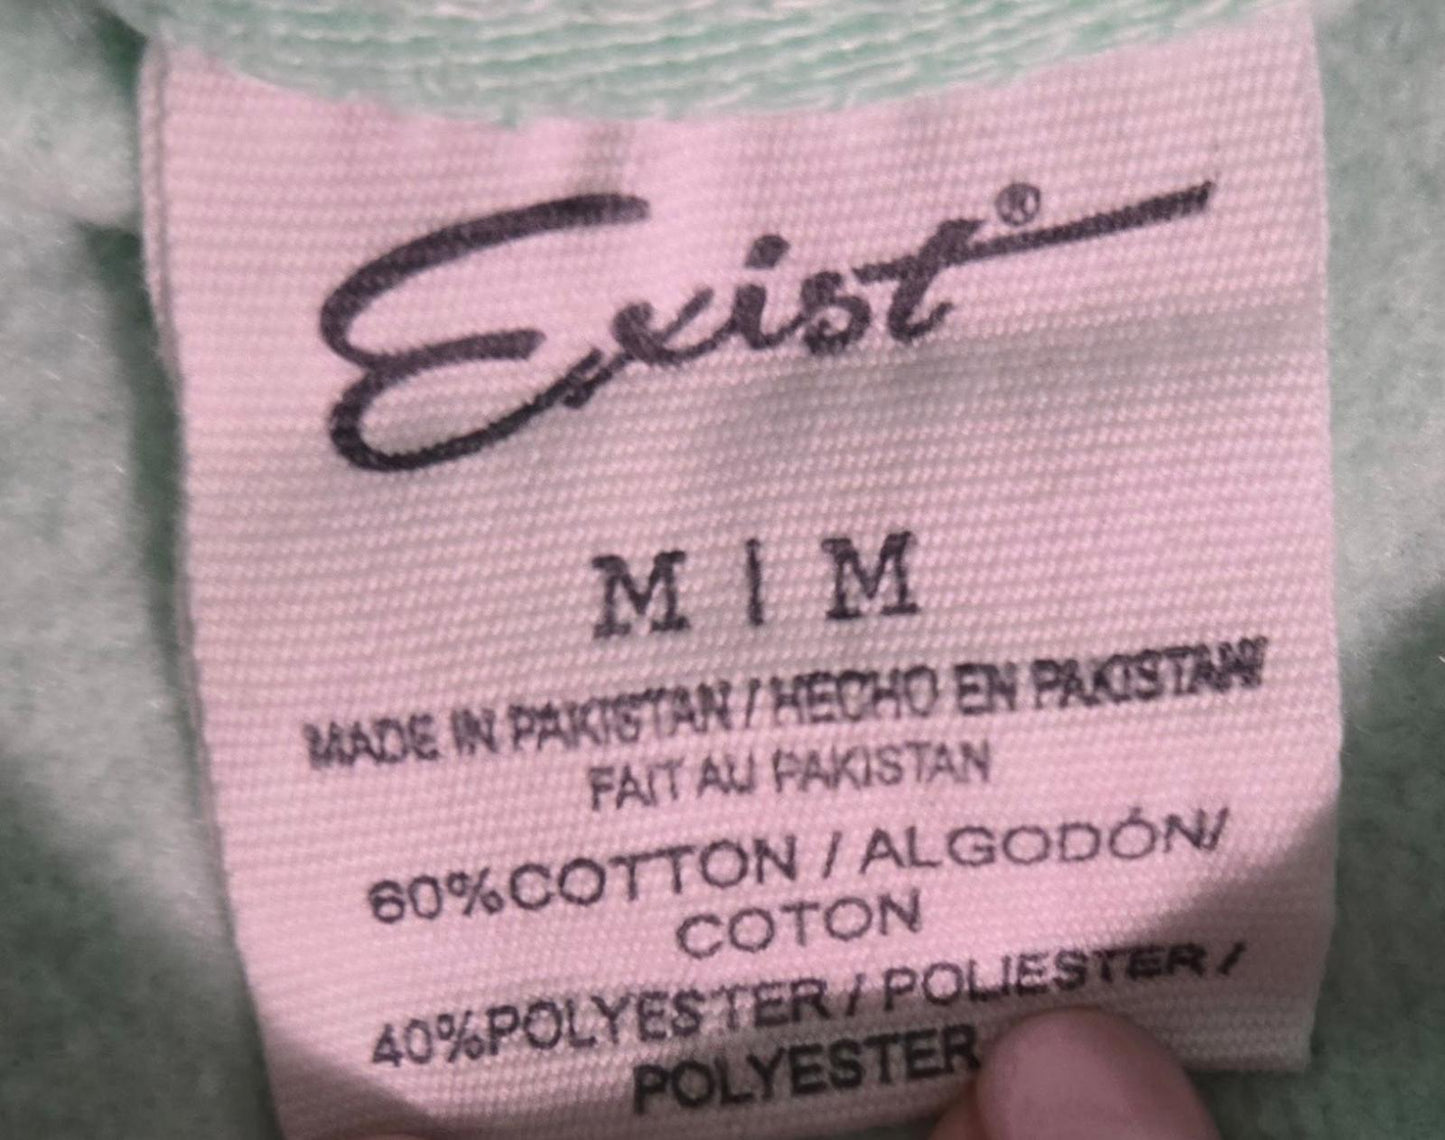 Exist®
M | M
MADE IN PAKISTAN / HECHO EN PAKISTAN/
FAIT AU PAKISTAN
60%COTTON / ALGODÓN/
COTON
40%POLYESTER / POLIESTER /
POLYESTER